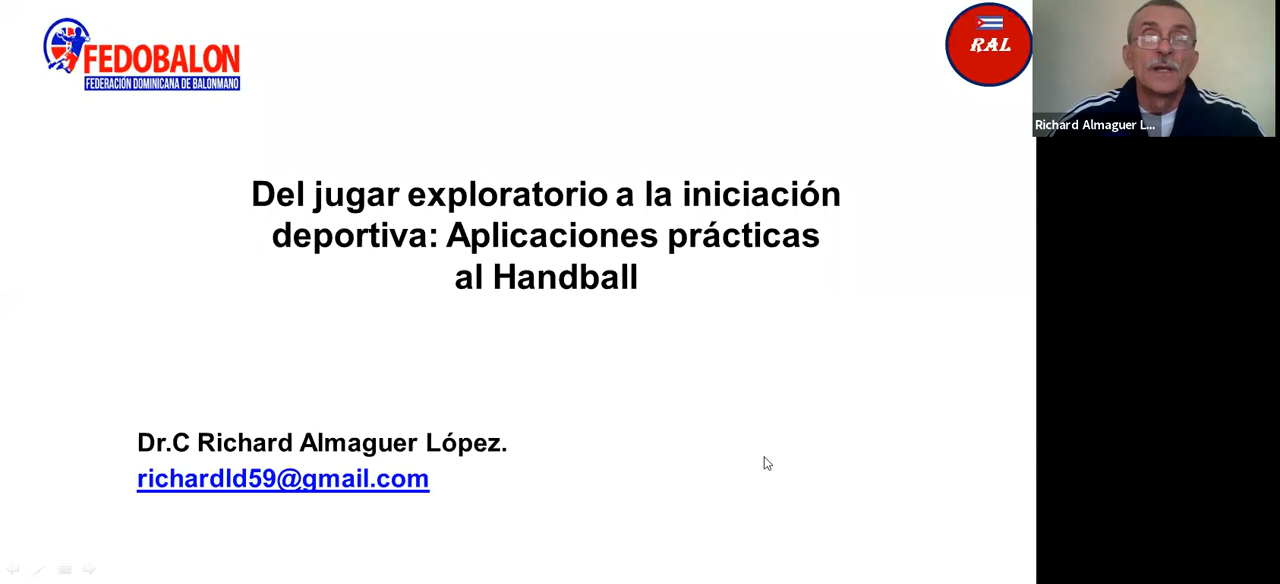 FEDOBALON
FEDERACIÓN DOMINICANA DE BALONMANO
RAL
Richard Almaguer L...
Del jugar exploratorio a la iniciación
deportiva: Aplicaciones prácticas
al Handball
Dr.C Richard Almaguer López.
richardld59@gmail.com